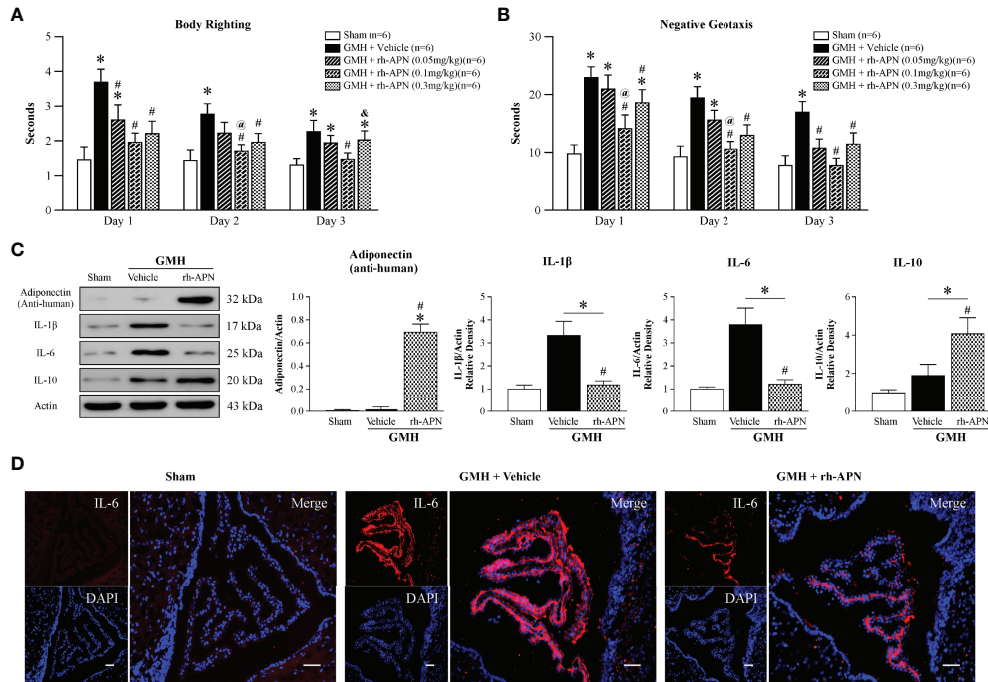 A
Body Righting
Sham (n=6)
GMH + Vehicle (n=6)
GMH + rh-APN (0.05mg/kg)(n=6)
GMH + rh-APN (0.1mg/kg)(n=6)
GMH + rh-APN (0.3mg/kg)(n=6)
Seconds
5
4
3
2
1
0
* # * # #
* @ # #
* * # & *
Day 1
Day 2
Day 3
B
Negative Geotaxis
Sham (n=6)
GMH + Vehicle (n=6)
GMH + rh-APN (0.05mg/kg)(n=6)
GMH + rh-APN (0.1mg/kg)(n=6)
GMH + rh-APN (0.3mg/kg)(n=6)
Seconds
30
20
10
0
* * @ # # *
* * @ # #
* # # #
Day 1
Day 2
Day 3
C
GMH
Sham
Vehicle
rh-APN
Adiponectin
(Anti-human)
32 kDa
IL-1β
17 kDa
IL-6
25 kDa
IL-10
20 kDa
Actin
43 kDa
Adiponectin
(anti-human)
Adiponectin/Actin
1.0
0.8
0.6
0.4
0.2
0.0
#
*
Sham
Vehicle
rh-APN
GMH
IL-1β
IL-1β/Actin
Relative Density
5
4
3
2
1
0
*
#
Sham
Vehicle
rh-APN
GMH
IL-6
IL-6/Actin
Relative Density
5
4
3
2
1
0
*
#
Sham
Vehicle
rh-APN
GMH
IL-10
IL-10/Actin
Relative Density
6
4
2
0
*
#
Sham
Vehicle
rh-APN
GMH
D
Sham
IL-6
Merge
DAPI
GMH + Vehicle
IL-6
Merge
DAPI
GMH + rh-APN
IL-6
Merge
DAPI